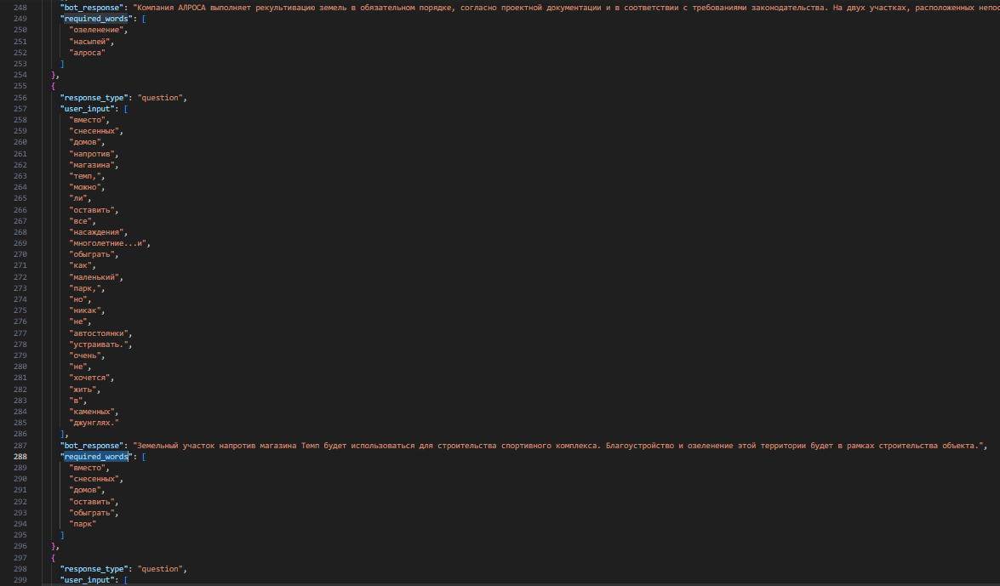 248 "bot_response": "Компания АЛРОСА выполняет рекультивацию земель в обязательном порядке, согласно проектной документации и в соответствии с требованиями законодательства. На двух участках, расположенных непос
249 "required_words": [
250 "озеленение",
251 "насыпей",
252 "алроса"
253 ]
254 },
255 {
256 "response_type": "question",
257 "user_input": [
258 "вместо",
259 "снесенных",
260 "домов",
261 "напротив",
262 "магазина",
263 "темп,",
264 "можно",
265 "ли",
266 "оставить",
267 "все",
268 "насаждения",
269 "многолетние...и",
270 "обыграть",
271 "как",
272 "маленький",
273 "парк,",
274 "но",
275 "никак",
276 "не",
277 "автостоянки",
278 "устраивать.",
279 "очень",
280 "не",
281 "хочется",
282 "жить",
283 "в",
284 "каменных",
285 "джунглях."
286 ],
287 "bot_response": "Земельный участок напротив магазина Темп будет использоваться для строительства спортивного комплекса. Благоустройство и озеленение этой территории будет в рамках строительства объекта.",
288 "required_words": [
289 "вместо",
290 "снесенных",
291 "домов",
292 "оставить",
293 "обыграть",
294 "парк"
295 ]
296 },
297 {
298 "response_type": "question",
299 "user_input": [